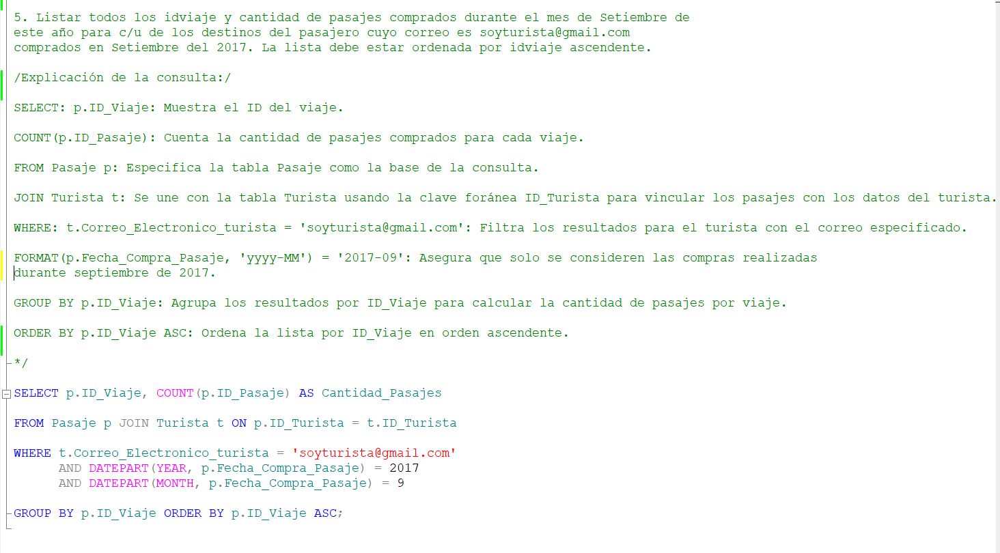 5. Listar todos los idviaje y cantidad de pasajes comprados durante el mes de Setiembre de
este año para c/u de los destinos del pasajero cuyo correo es soyturista@gmail.com
comprados en Setiembre del 2017. La lista debe estar ordenada por idviaje ascendente.
/Explicación de la consulta:/
SELECT: p.ID_Viaje: Muestra el ID del viaje.
COUNT(p.ID_Pasaje): Cuenta la cantidad de pasajes comprados para cada viaje.
FROM Pasaje p: Especifica la tabla Pasaje como la base de la consulta.
JOIN Turista t: Se une con la tabla Turista usando la clave foránea ID_Turista para vincular los pasajes con los datos del turista.
WHERE: t.Correo_Electronico_turista = 'soyturista@gmail.com': Filtra los resultados para el turista con el correo especificado.
FORMAT(p.Fecha_Compra_Pasaje, 'yyyy-MM') = '2017-09': Asegura que solo se consideren las compras realizadas
durante septiembre de 2017.
GROUP BY p.ID_Viaje: Agrupa los resultados por ID_Viaje para calcular la cantidad de pasajes por viaje.
ORDER BY p.ID_Viaje ASC: Ordena la lista por ID_Viaje en orden ascendente.
*/
SELECT p.ID_Viaje, COUNT(p.ID_Pasaje) AS Cantidad_Pasajes
FROM Pasaje p JOIN Turista t ON p.ID_Turista = t.ID_Turista
WHERE t.Correo_Electronico_turista = 'soyturista@gmail.com'
AND DATEPART(YEAR, p.Fecha_Compra_Pasaje) = 2017
AND DATEPART(MONTH, p.Fecha_Compra_Pasaje) = 9
GROUP BY p.ID_Viaje ORDER BY p.ID_Viaje ASC;